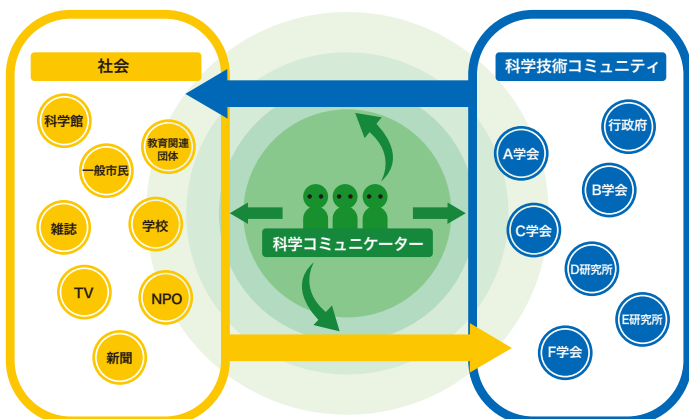 社会
科学館
教育関連
団体
一般市民
雑誌
学校
TV
NPO
新聞
科学コミュニケーター
科学技術コミュニティ
行政府
A学会
B学会
C学会
D研究所
E研究所
F学会